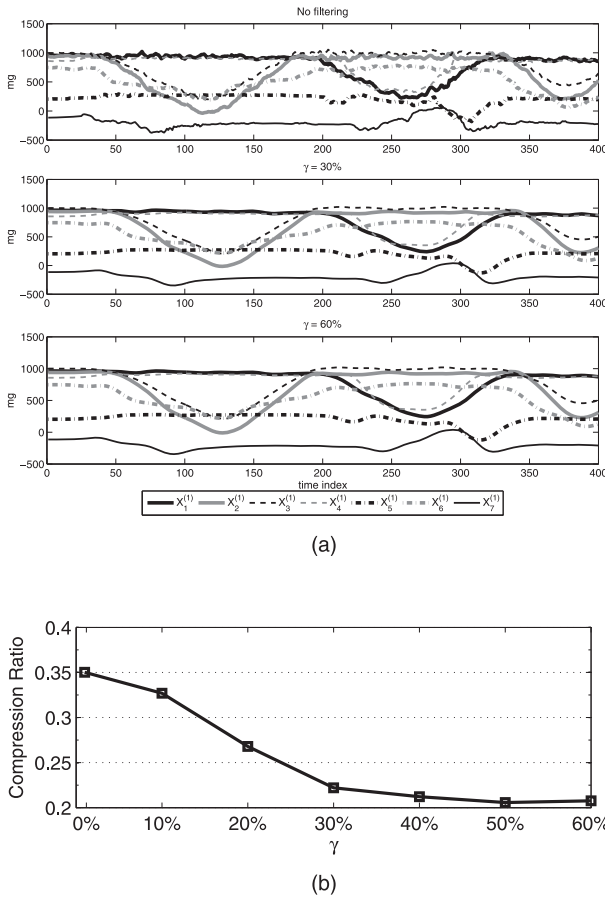 No filtering
1500
1000
500
0
−500
mg
0 50 100 150 200 250 300 350 400
γ = 30%
1500
1000
500
0
−500
mg
0 50 100 150 200 250 300 350 400
γ = 60%
1500
1000
500
0
−500
mg
0 50 100 150 200 250 300 350 400
time index
X₁⁽¹⁾ X₂⁽¹⁾ X₃⁽¹⁾ X₄⁽¹⁾ X₅⁽¹⁾ X₆⁽¹⁾ X₇⁽¹⁾
(a)
0.4
0.35
0.3
0.25
0.2
Compression Ratio
0% 10% 20% 30% 40% 50% 60%
γ
(b)